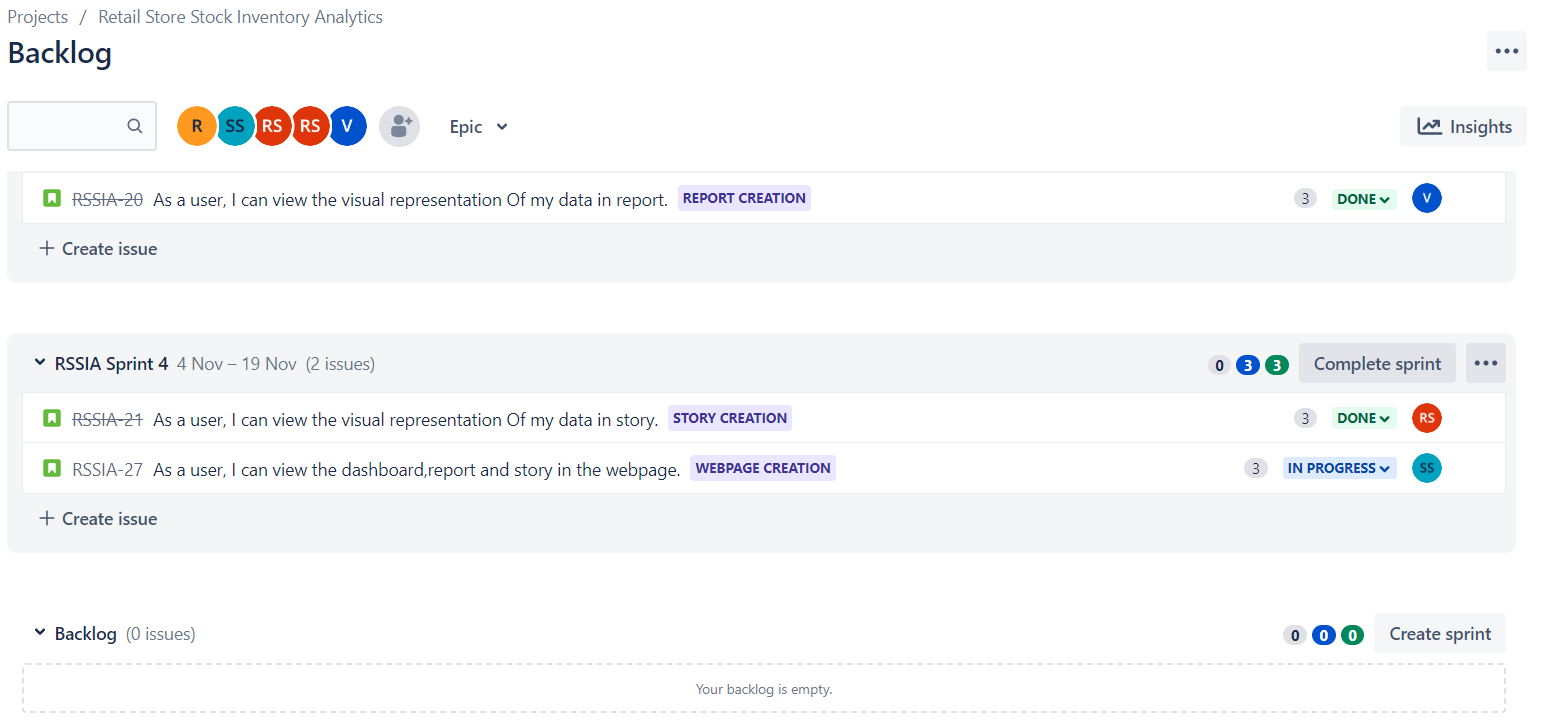 Projects / Retail Store Stock Inventory Analytics
Backlog
R SS RS RS V Epic Insights
RSSIA-20 As a user, I can view the visual representation Of my data in report. REPORT CREATION 3 DONE V
+ Create issue
RSSIA Sprint 4 4 Nov – 19 Nov (2 issues) 0 3 3 Complete sprint
RSSIA-21 As a user, I can view the visual representation Of my data in story. STORY CREATION 3 DONE RS
RSSIA-27 As a user, I can view the dashboard,report and story in the webpage. WEBPAGE CREATION 3 IN PROGRESS SS
+ Create issue
Backlog (0 issues) 0 0 0 Create sprint
Your backlog is empty.